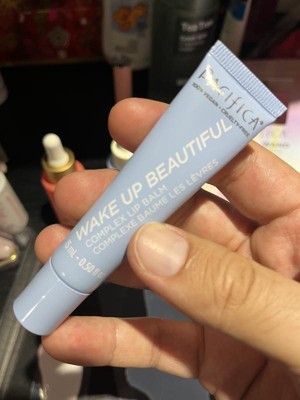 PACIFICA®
100% VEGAN • CRUELTY-FREE
WAKE UP BEAUTIFUL
COMPLEX LIP BALM
COMPLEXE BAUME LES LÈVRES